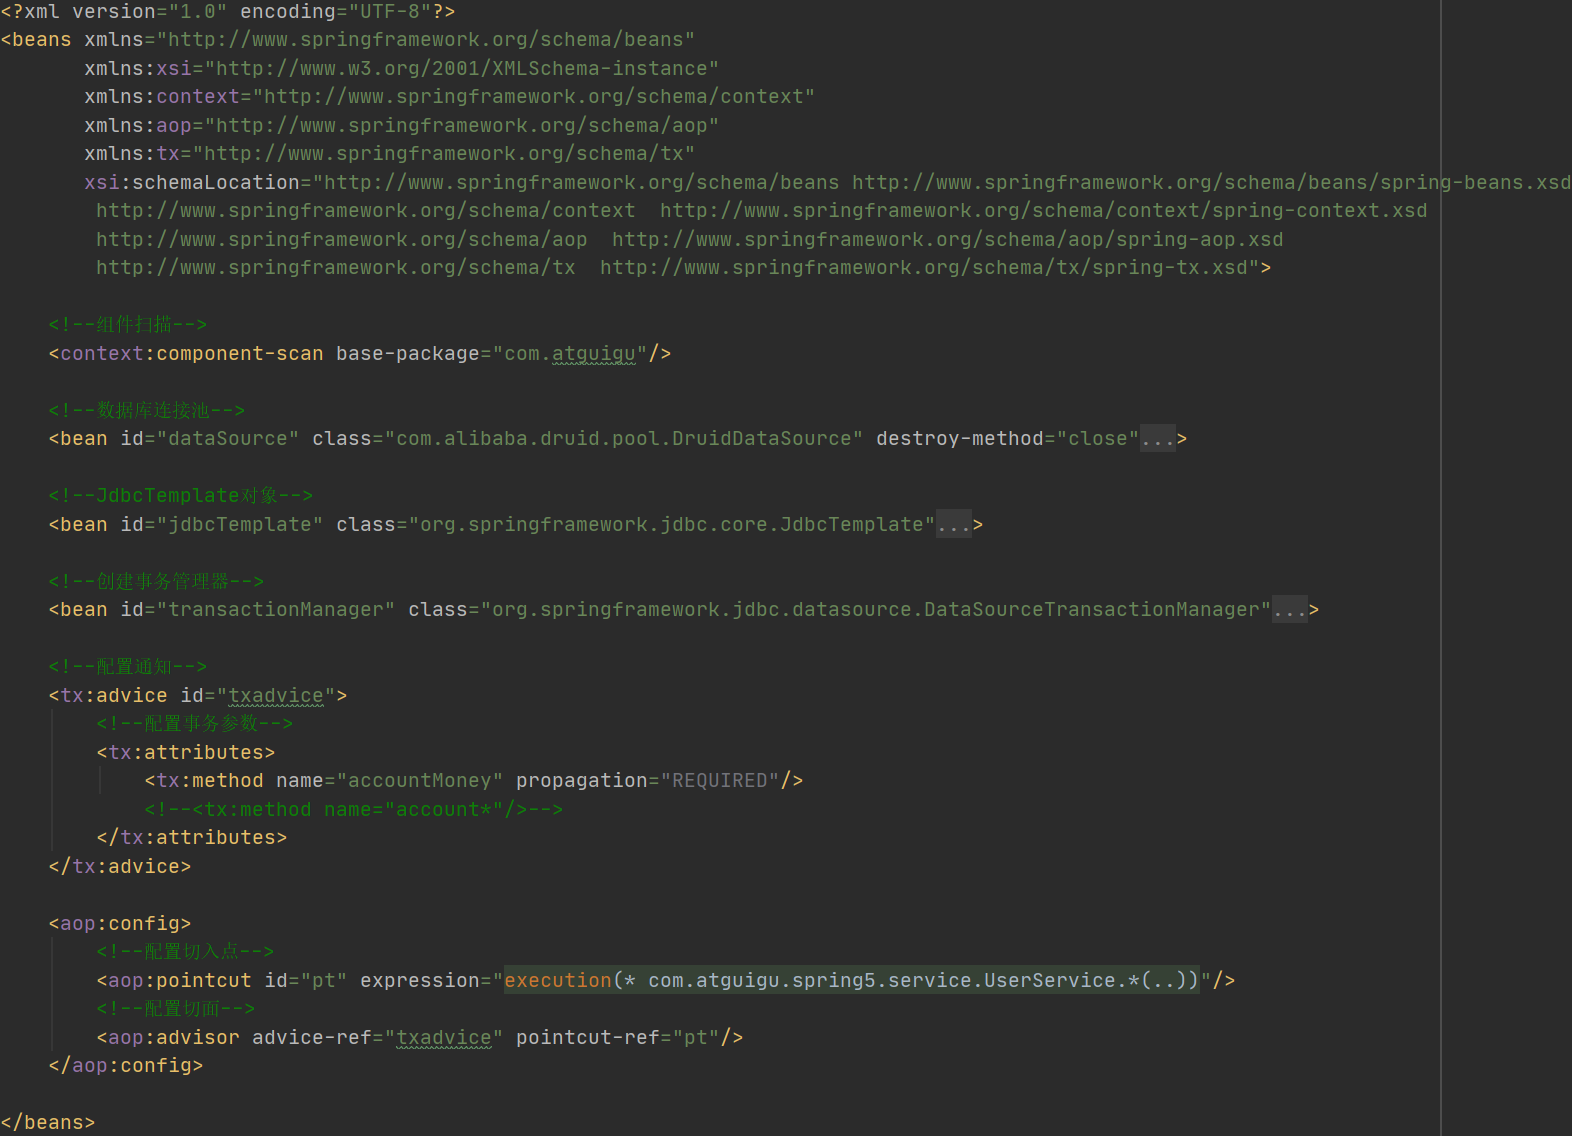 <?xml version="1.0" encoding="UTF-8"?>
<beans xmlns="http://www.springframework.org/schema/beans"
       xmlns:xsi="http://www.w3.org/2001/XMLSchema-instance"
       xmlns:context="http://www.springframework.org/schema/context"
       xmlns:aop="http://www.springframework.org/schema/aop"
       xmlns:tx="http://www.springframework.org/schema/tx"
       xsi:schemaLocation="http://www.springframework.org/schema/beans http://www.springframework.org/schema/beans/spring-beans.xsd
        http://www.springframework.org/schema/context  http://www.springframework.org/schema/context/spring-context.xsd
        http://www.springframework.org/schema/aop  http://www.springframework.org/schema/aop/spring-aop.xsd
        http://www.springframework.org/schema/tx  http://www.springframework.org/schema/tx/spring-tx.xsd">

    <!--组件扫描-->
    <context:component-scan base-package="com.atguigu"/>

    <!--数据库连接池-->
    <bean id="dataSource" class="com.alibaba.druid.pool.DruidDataSource" destroy-method="close"...>

    <!--JdbcTemplate对象-->
    <bean id="jdbcTemplate" class="org.springframework.jdbc.core.JdbcTemplate"...>

    <!--创建事务管理器-->
    <bean id="transactionManager" class="org.springframework.jdbc.datasource.DataSourceTransactionManager"...>

    <!--配置通知-->
    <tx:advice id="txadvice">
        <!--配置事务参数-->
        <tx:attributes>
            <tx:method name="accountMoney" propagation="REQUIRED"/>
            <!--<tx:method name="account*"/>-->
        </tx:attributes>
    </tx:advice>

    <aop:config>
        <!--配置切入点-->
        <aop:pointcut id="pt" expression="execution(* com.atguigu.spring5.service.UserService.*(..))"/>
        <!--配置切面-->
        <aop:advisor advice-ref="txadvice" pointcut-ref="pt"/>
    </aop:config>

</beans>